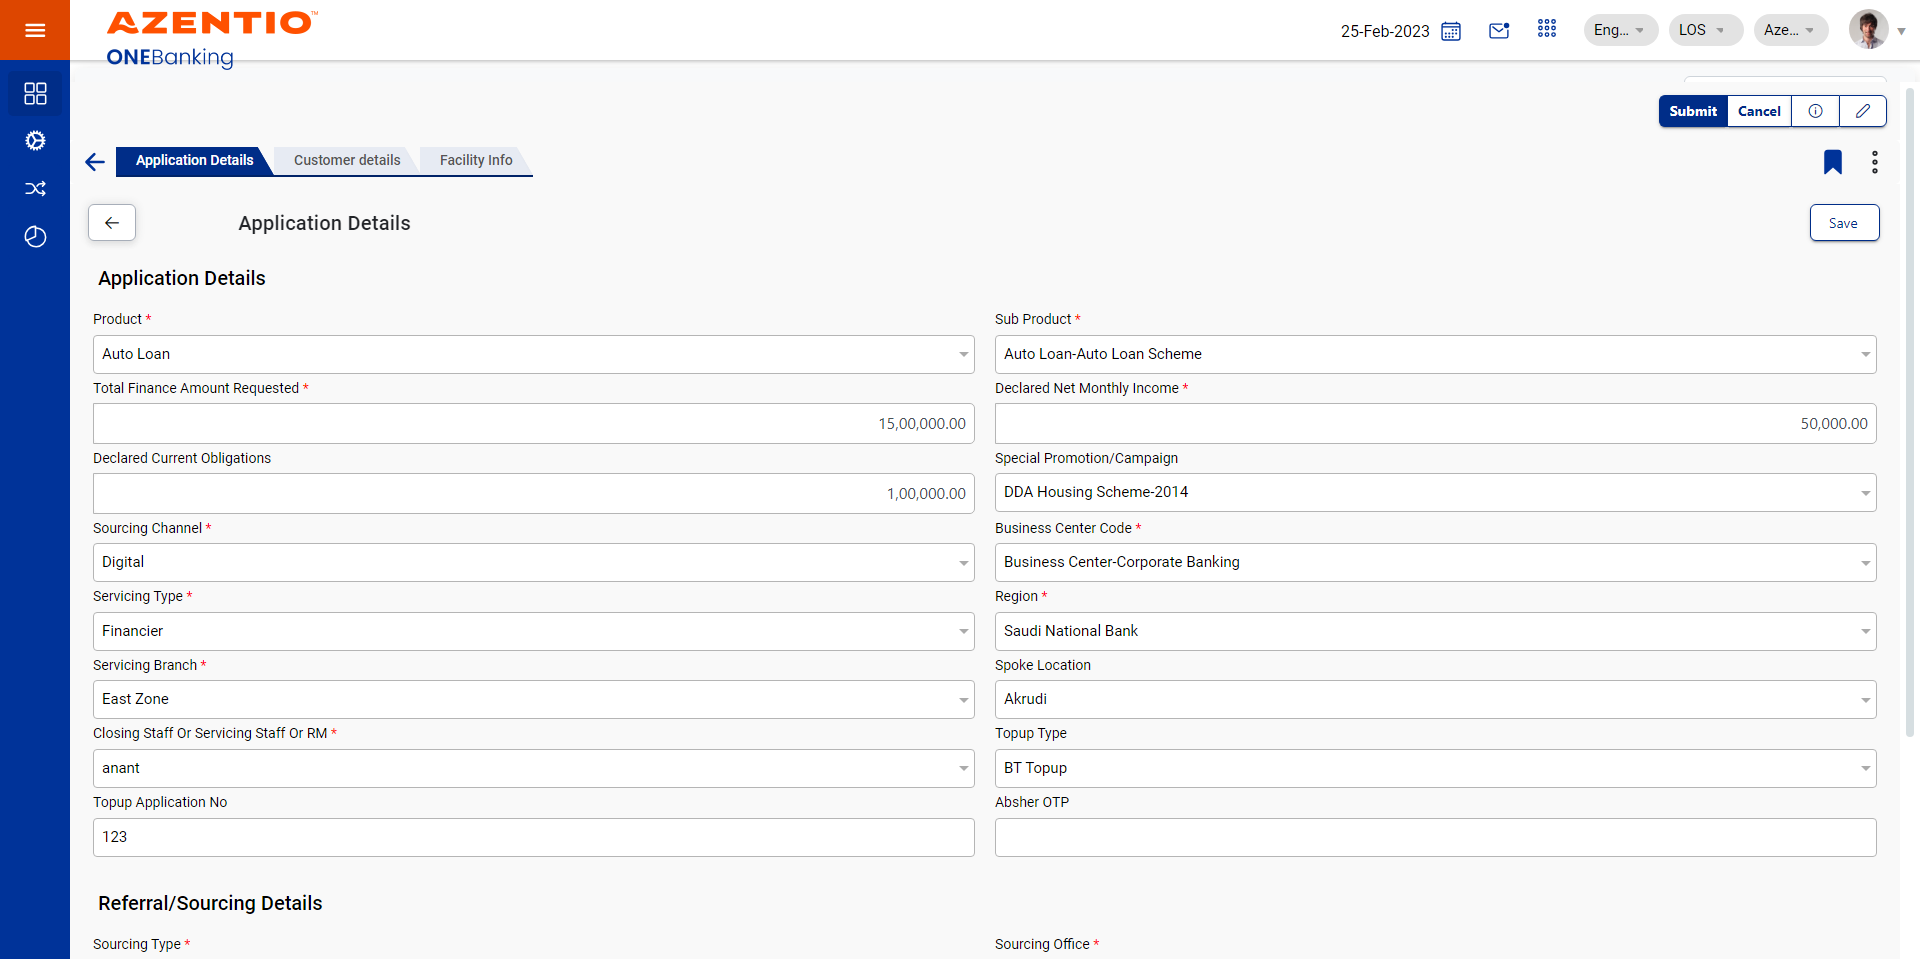 AZENTIO™
ONEBanking
25-Feb-2023
Eng...
LOS
Aze...
Submit
Cancel
Application Details
Customer details
Facility Info
Application Details
Save
Application Details
Product *
Sub Product *
Auto Loan
Auto Loan-Auto Loan Scheme
Total Finance Amount Requested *
Declared Net Monthly Income *
15,00,000.00
50,000.00
Declared Current Obligations
Special Promotion/Campaign
1,00,000.00
DDA Housing Scheme-2014
Sourcing Channel *
Business Center Code *
Digital
Business Center-Corporate Banking
Servicing Type *
Region *
Financier
Saudi National Bank
Servicing Branch *
Spoke Location
East Zone
Akrudi
Closing Staff Or Servicing Staff Or RM *
Topup Type
anant
BT Topup
Topup Application No
Absher OTP
123
Referral/Sourcing Details
Sourcing Type *
Sourcing Office *